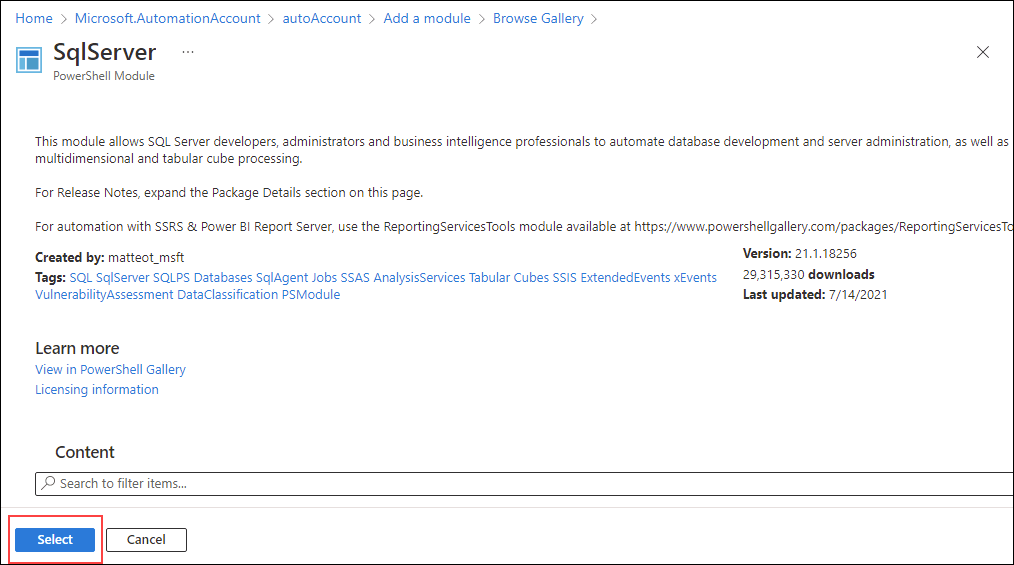 Home > Microsoft.AutomationAccount > autoAccount > Add a module > Browse Gallery >
SqlServer ...
PowerShell Module
This module allows SQL Server developers, administrators and business intelligence professionals to automate database development and server administration, as well as
multidimensional and tabular cube processing.
For Release Notes, expand the Package Details section on this page.
For automation with SSRS & Power BI Report Server, use the ReportingServicesTools module available at https://www.powershellgallery.com/packages/ReportingServicesTo
Created by: matteot_msft
Tags: SQL SqlServer SQLPS Databases SqlAgent Jobs SSAS AnalysisServices Tabular Cubes SSIS ExtendedEvents xEvents
VulnerabilityAssessment DataClassification PSModule
Version: 21.1.18256
29,315,330 downloads
Last updated: 7/14/2021
Learn more
View in PowerShell Gallery
Licensing information
Content
Search to filter items...
Select
Cancel